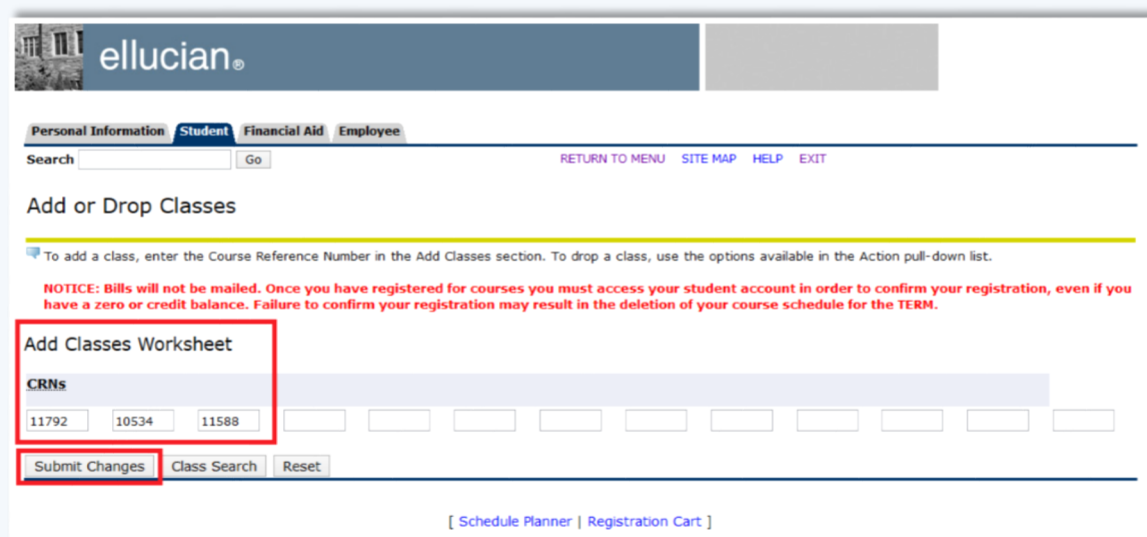 ellucian®
Personal Information Student Financial Aid Employee
Search Go RETURN TO MENU SITE MAP HELP EXIT
Add or Drop Classes
To add a class, enter the Course Reference Number in the Add Classes section. To drop a class, use the options available in the Action pull-down list.
NOTICE: Bills will not be mailed. Once you have registered for courses you must access your student account in order to confirm your registration, even if you
have a zero or credit balance. Failure to confirm your registration may result in the deletion of your course schedule for the TERM.
Add Classes Worksheet
CRNs
11792 10534 11588
Submit Changes Class Search Reset
[ Schedule Planner | Registration Cart ]